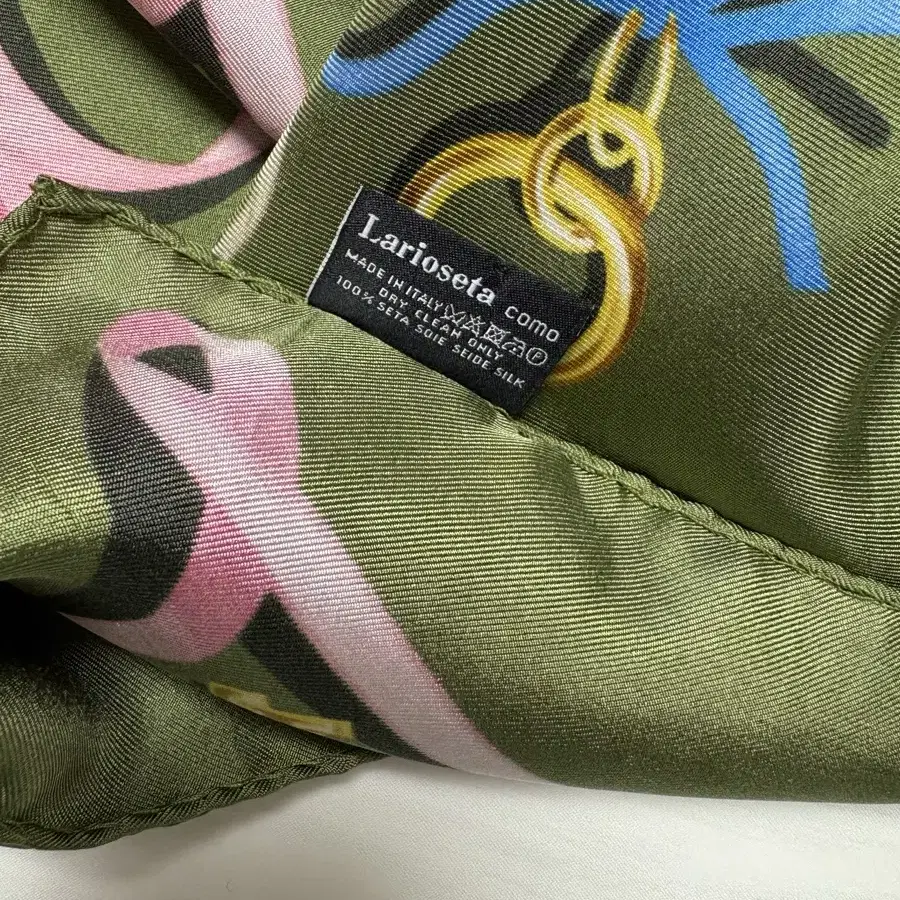 Larioseta COMO
MADE IN ITALY
DRY. CLEAN. ONLY
100% SETA SOIE SEIDE SILK